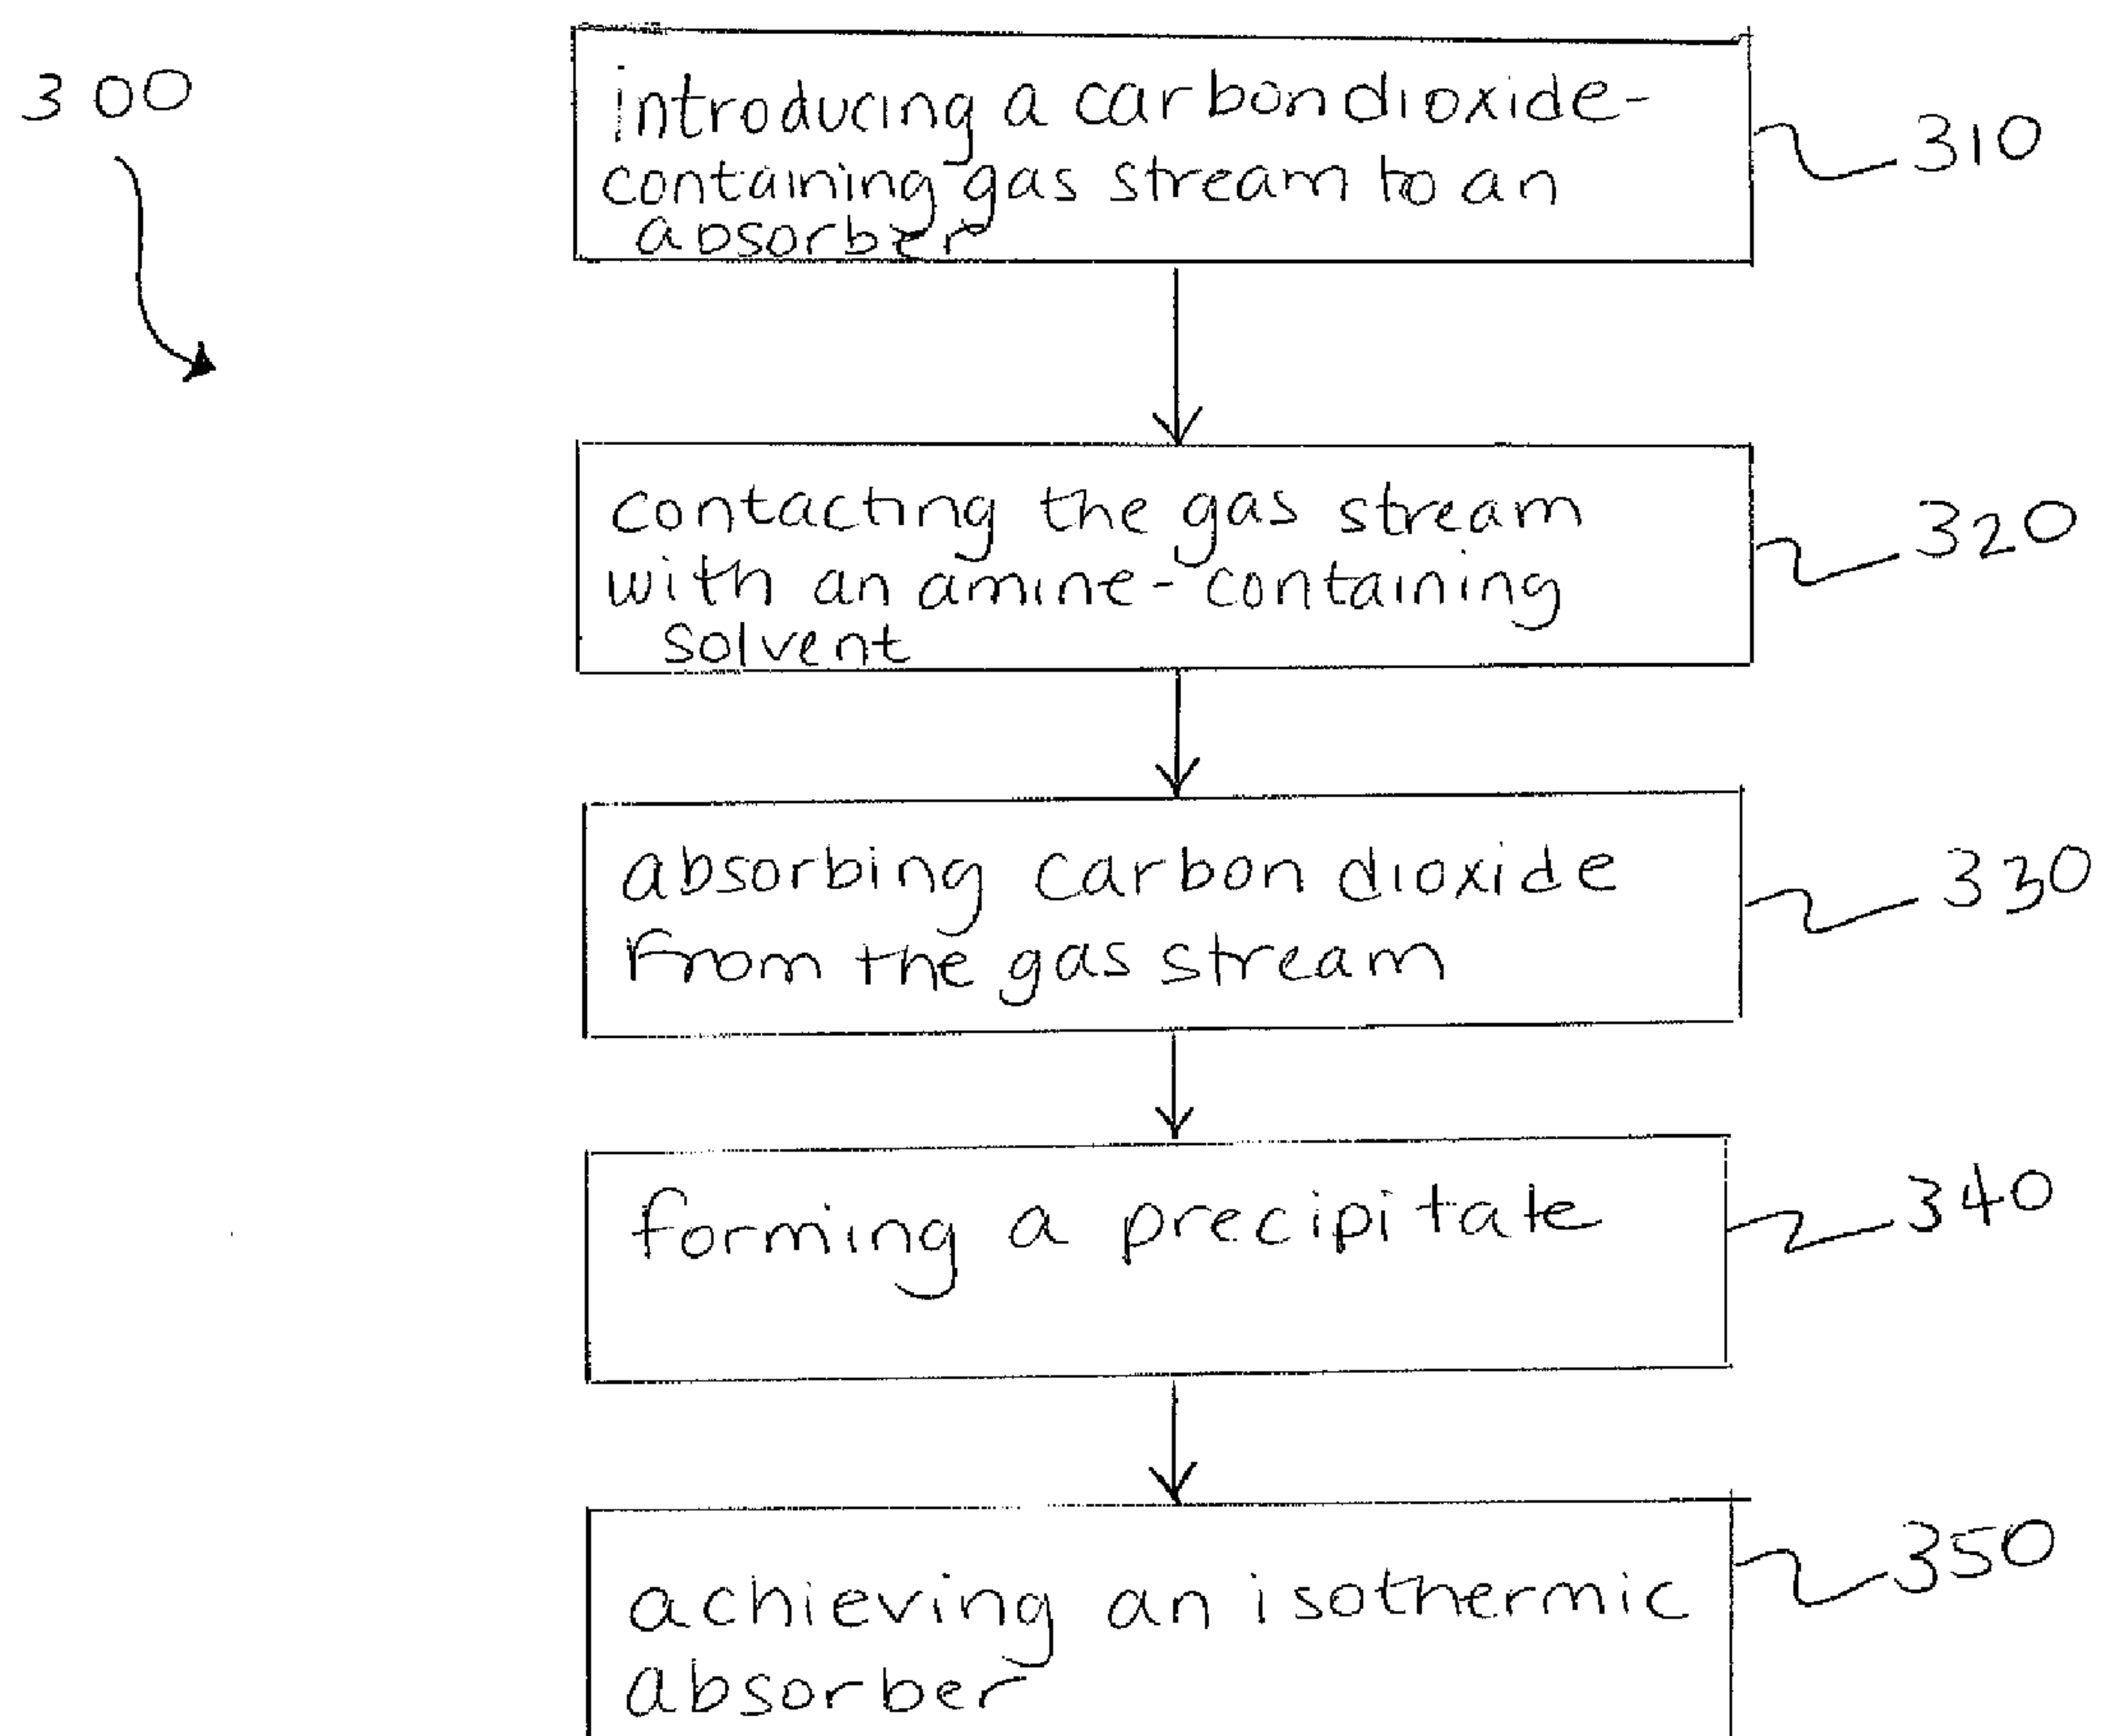 300
introducing a carbon dioxide-
containing gas stream to an
absorber
310
contacting the gas stream
with an amine-containing
solvent
320
absorbing carbon dioxide
from the gas stream
330
forming a precipitate
340
achieving an isothermic
absorber
350